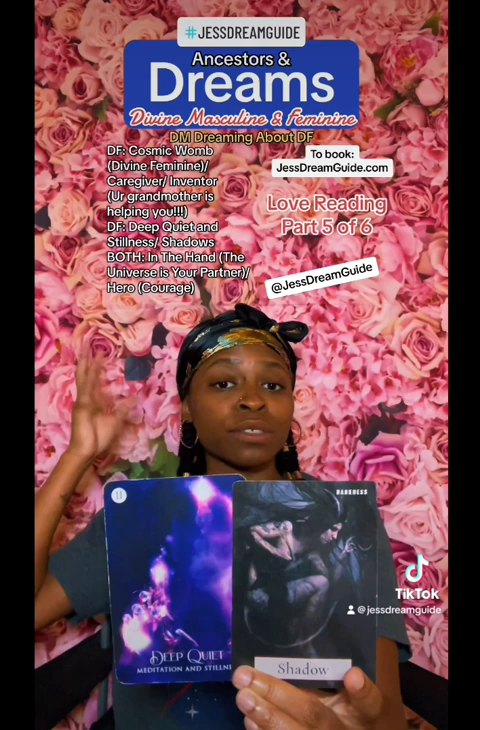 #JESSDREAMGUIDE
Ancestors &
Dreams
Divine Masculine & Feminine
DM Dreaming About DF
DF: Cosmic Womb
(Divine Feminine)/
Caregiver/ Inventor
(Ur grandmother is
helping you!!!)
DF: Deep Quiet and
Stillness/ Shadows
BOTH: In The Hand (The
Universe is Your Partner)/
Hero (Courage)
To book:
JessDreamGuide.com
Love Reading
Part 5 of 6
@JessDreamGuide
11
DEEP QUIET
MEDITATION AND STILLNE
DARKNESS
Shadow
TikTok
@jessdreamguide